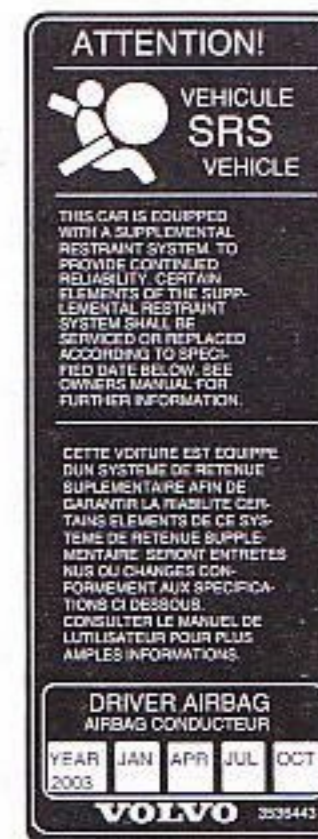 ATTENTION!
VEHICULE
SRS
VEHICLE
THIS CAR IS EQUIPPED
WITH A SUPPLEMENTAL
RESTRAINT SYSTEM. TO
PROVIDE CONTINUED
RELIABILITY, CERTAIN
ELEMENTS OF THE SUPP-
LEMENTAL RESTRAINT
SYSTEM SHALL BE
SERVICED OR REPLACED
ACCORDING TO SPECI-
FIED DATE BELOW. SEE
OWNERS MANUAL FOR
FURTHER INFORMATION.
CETTE VOITURE EST EQUIPPE
DUN SYSTEME DE RETENUE
SUPLEMENTAIRE AFIN DE
GARANTIR LA FIABILITE CER-
TAINS ELEMENTS DE CE SYS-
TEME DE RETENUE SUPPLE-
MENTAIRE SERONT ENTRETES
NUS OU CHANGES CON-
FORMEMENT AUX SPECIFICA-
TIONS CI DESSOUS.
CONSULTER LE MANUEL DE
LUTILISATEUR POUR PLUS
AMPLES INFORMATIONS.
DRIVER AIRBAG
AIRBAG CONDUCTEUR
YEAR JAN APR JUL OCT
2003
VOLVO 3536443